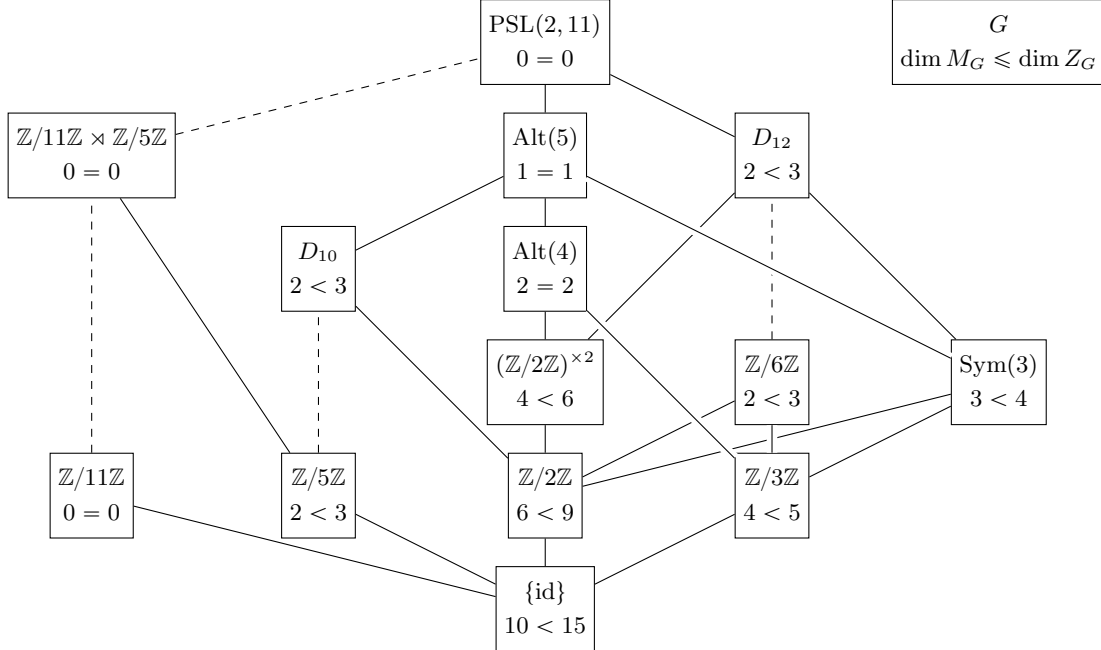 PSL(2, 11)
0 = 0
G
dim M_G ⩽ dim Z_G
ℤ/11ℤ ⋊ ℤ/5ℤ
0 = 0
Alt(5)
1 = 1
D₁₂
2 < 3
D₁₀
2 < 3
Alt(4)
2 = 2
(ℤ/2ℤ)^{×2}
4 < 6
ℤ/6ℤ
2 < 3
Sym(3)
3 < 4
ℤ/11ℤ
0 = 0
ℤ/5ℤ
2 < 3
ℤ/2ℤ
6 < 9
ℤ/3ℤ
4 < 5
{id}
10 < 15